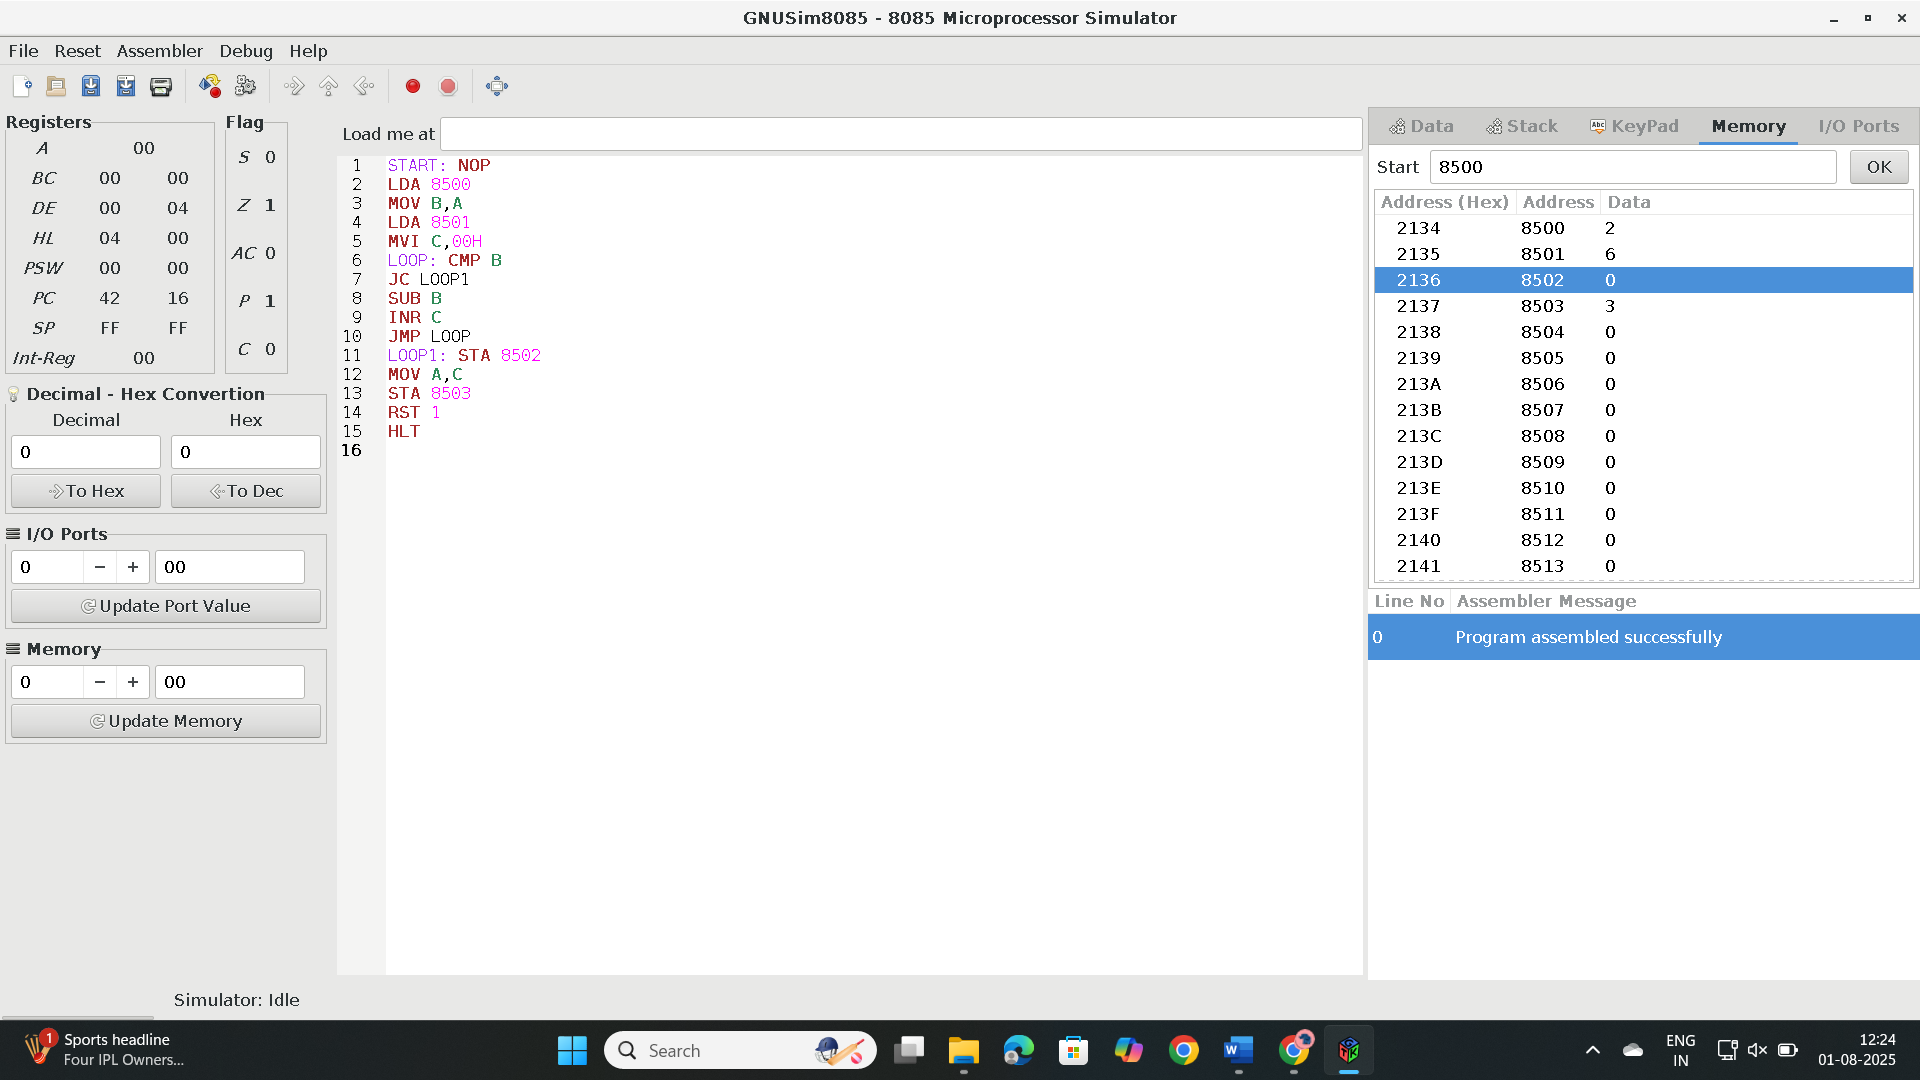 GNUSim8085 - 8085 Microprocessor Simulator
File Reset Assembler Debug Help
Registers
A 00
BC 00 00
DE 00 04
HL 04 00
PSW 00 00
PC 42 16
SP FF FF
Int-Reg 00
Flag
S 0
Z 1
AC 0
P 1
C 0
Decimal - Hex Convertion
Decimal Hex
0 0
To Hex To Dec
I/O Ports
0 − + 00
Update Port Value
Memory
0 − + 00
Update Memory
Load me at
1 START: NOP
2 LDA 8500
3 MOV B,A
4 LDA 8501
5 MVI C,00H
6 LOOP: CMP B
7 JC LOOP1
8 SUB B
9 INR C
10 JMP LOOP
11 LOOP1: STA 8502
12 MOV A,C
13 STA 8503
14 RST 1
15 HLT
16
Data Stack Abc KeyPad Memory I/O Ports
Start 8500 OK
Address (Hex) Address Data
2134 8500 2
2135 8501 6
2136 8502 0
2137 8503 3
2138 8504 0
2139 8505 0
213A 8506 0
213B 8507 0
213C 8508 0
213D 8509 0
213E 8510 0
213F 8511 0
2140 8512 0
2141 8513 0
Line No Assembler Message
0 Program assembled successfully
Simulator: Idle
1 Sports headline
Four IPL Owners...
Search
W
ENG
IN
12:24
01-08-2025